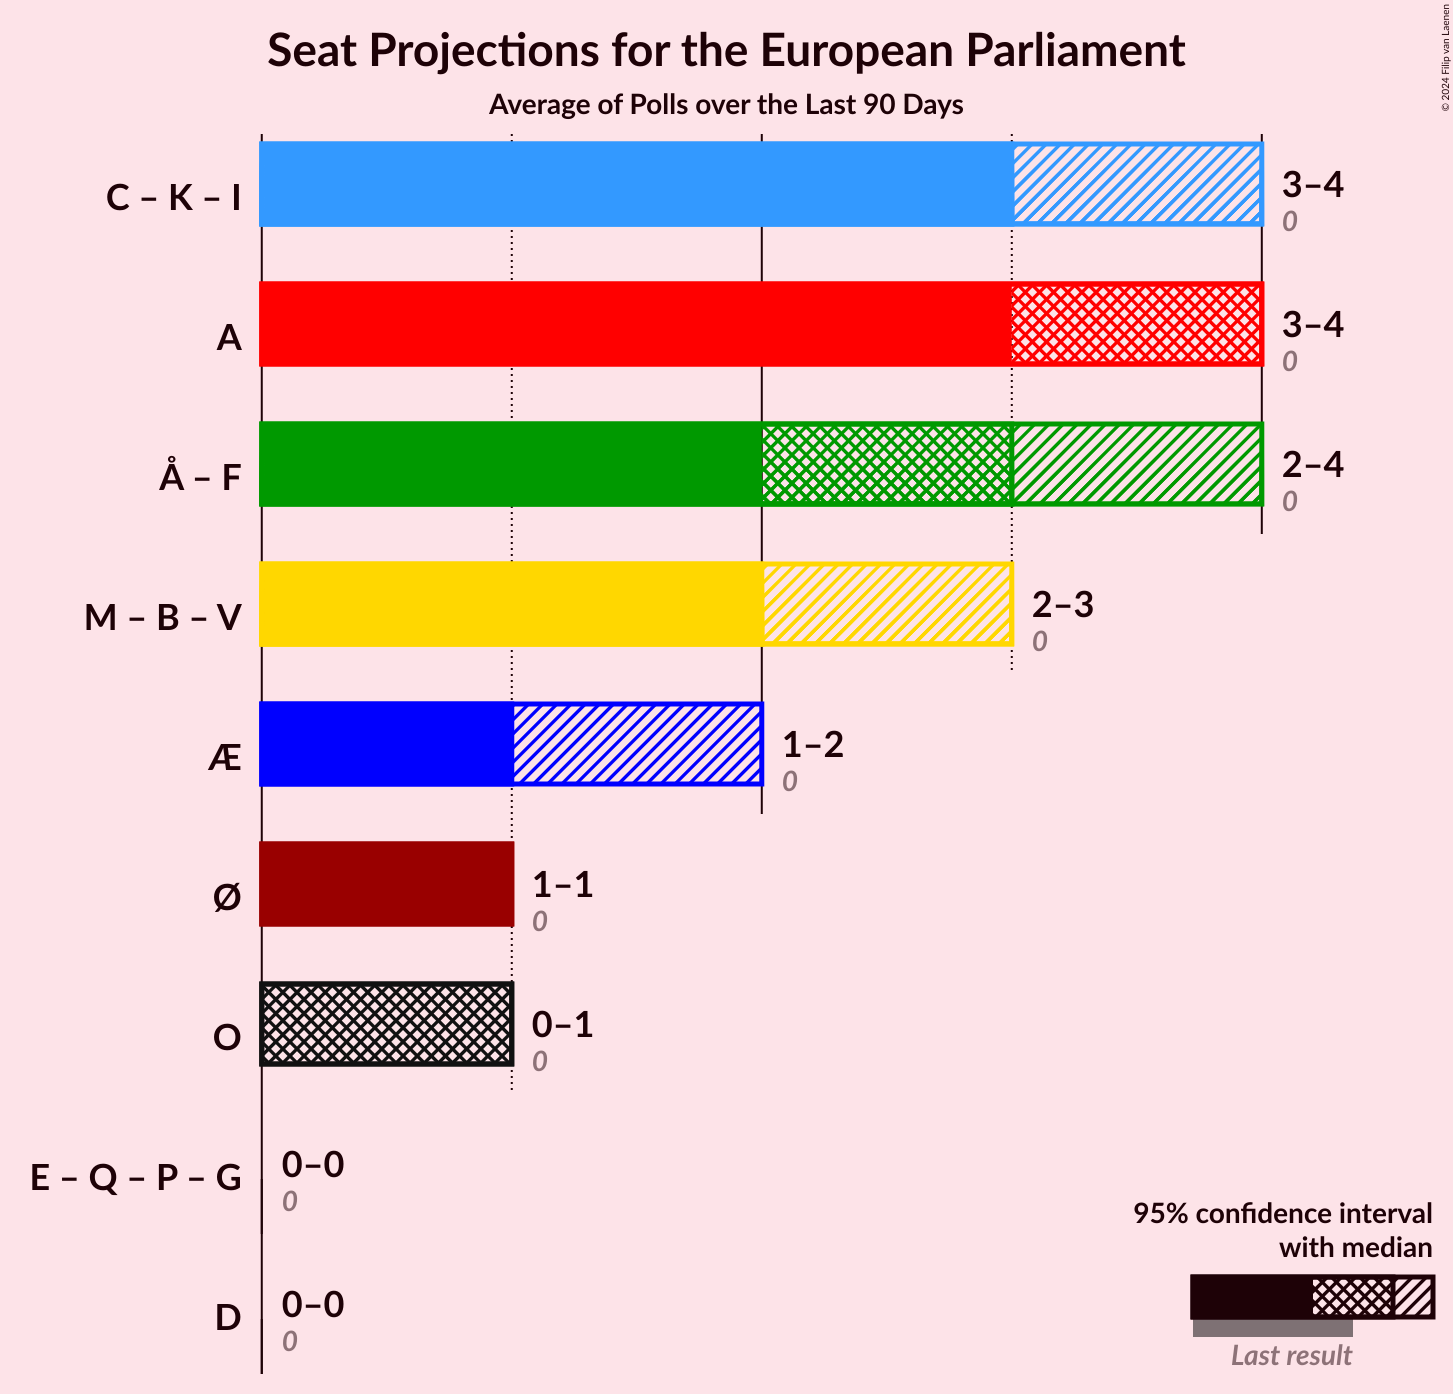 Seat Projections for the European Parliament
Average of Polls over the Last 90 Days
© 2024 Filip van Laenen
C – K – I
3–4
0
A
3–4
0
Å – F
2–4
0
M – B – V
2–3
0
Æ
1–2
0
Ø
1–1
0
O
0–1
0
E – Q – P – G
0–0
0
D
0–0
0
95% confidence interval
with median
Last result